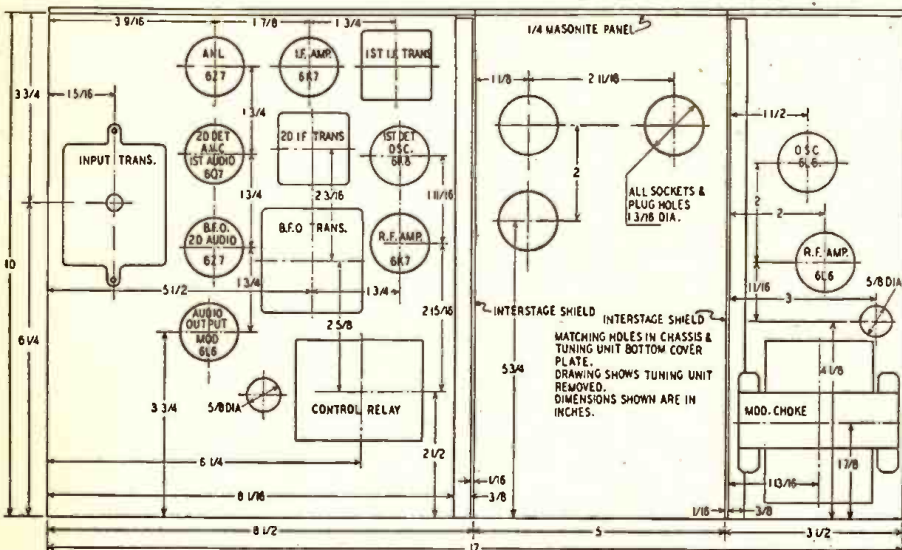 3 9/16
1 7/8
1 3/4
1/4 MASONITE PANEL
A.N.L.
6Z7
I.F. AMP.
6K7
1ST I.F. TRANS
1 1/8
2 11/16
3 3/4
1 5/16
1 3/4
1 1/2
2D DET
A.V.C
1ST AUDIO
6Q7
2D I.F TRANS
1ST DET
OSC.
6K8
OSC
6L6.
INPUT TRANS.
2
ALL SOCKETS &
PLUG HOLES
1 3/16 DIA.
1 3/4
2 3/16
1 11/16
2
2
B.F.O.
2D AUDIO
6Z7
B.F.O TRANS.
R.F. AMP.
6K7
R.F. AMP.
6L6
5/8 DIA
10
5 1/2
1 3/4
1 3/4
1 11/16
3
6 1/4
AUDIO
OUTPUT
MOD
6L6
2 5/8
2 15/16
INTERSTAGE SHIELD
INTERSTAGE SHIELD
MATCHING HOLES IN CHASSIS &
TUNING UNIT BOTTOM COVER
PLATE.
DRAWING SHOWS TUNING UNIT
REMOVED.
DIMENSIONS SHOWN ARE IN
INCHES.
5 3/4
4 1/8
3 3/4
5/8 DIA
CONTROL RELAY
MOD. CHOKE
6 1/4
2 1/2
1 7/8
1 13/16
8 1/16
1/16
3/8
1/16
3/8
8 1/2
5
3 1/2
17